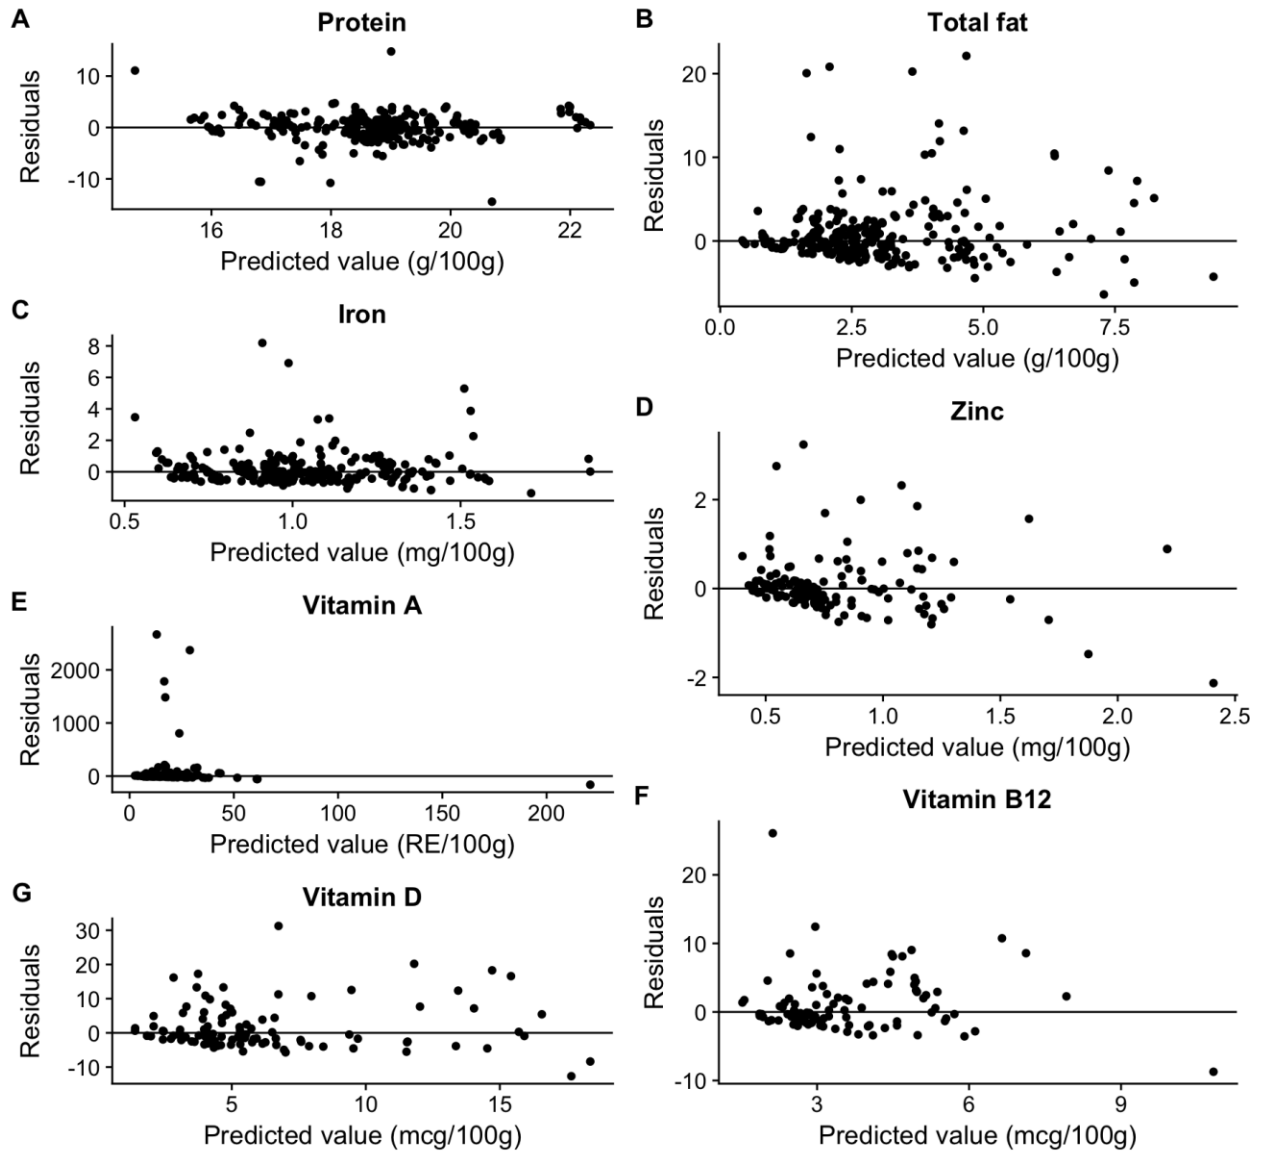 A
Protein
Residuals
10
0
-10
16 18 20 22
Predicted value (g/100g)
B
Total fat
Residuals
20
10
0
0.0 2.5 5.0 7.5
Predicted value (g/100g)
C
Iron
Residuals
8
6
4
2
0
0.5 1.0 1.5
Predicted value (mg/100g)
D
Zinc
Residuals
2
0
-2
0.5 1.0 1.5 2.0 2.5
Predicted value (mg/100g)
E
Vitamin A
Residuals
2000
1000
0
0 50 100 150 200
Predicted value (RE/100g)
F
Vitamin B12
Residuals
20
10
0
-10
3 6 9
Predicted value (mcg/100g)
G
Vitamin D
Residuals
30
20
10
0
-10
5 10 15
Predicted value (mcg/100g)